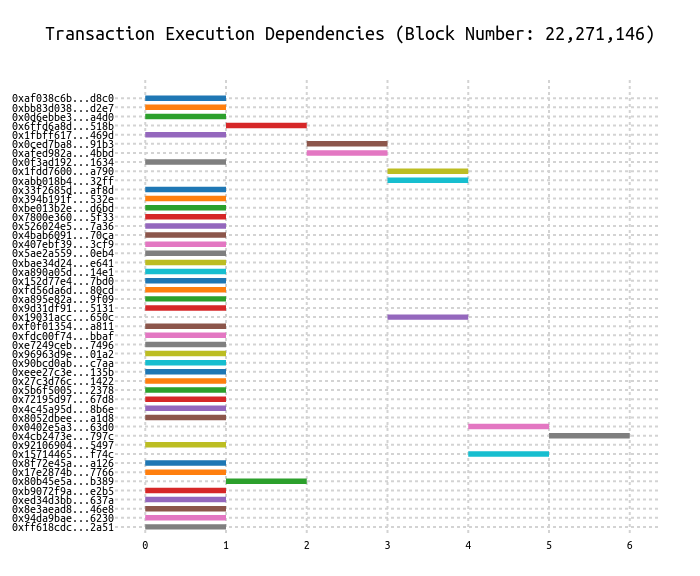 Transaction Execution Dependencies (Block Number: 22,271,146)
0xaf038c6b...d8c0
0xbb83d038...d2e7
0x0d6ebbe3...a4d0
0x6ffd6a8d...518b
0x1fbff617...469d
0x0ced7ba8...91b3
0xafed982a...4bbd
0x0f3ad192...1634
0x1fdd7600...a790
0xabb018b4...32ff
0x33f2685d...af8d
0x394b191f...532e
0xbe013b2e...d6bd
0x7800e360...5f33
0x526024e5...7a36
0x4bab6091...70ca
0x407ebf39...3cf9
0x5ae2a559...0eb4
0xbae34d24...e641
0xa890a05d...14e1
0x152d77e4...7bd0
0xfd56da6d...80cd
0xa895e82a...9f09
0x9d31df91...5131
0x19031acc...650c
0xf0f01354...a811
0xfdc00f74...bbaf
0xe7249ceb...7496
0x96963d9e...01a2
0x90bcd0ab...c7aa
0xeee27c3e...135b
0x27c3d76c...1422
0x5b6f5005...2378
0x72195d97...67d8
0x4c45a95d...8b6e
0x8052dbee...a1d8
0x0402e5a3...63d0
0x4cb2473e...797c
0x92106904...5497
0x15714465...f74c
0x8f72e45a...a126
0x17e2874b...7766
0x80b45e5a...b389
0xb9072f9a...e2b5
0xed34d3bb...637a
0x8e3aead8...46e8
0x94da9bae...6230
0xff618cdc...2a51
0 1 2 3 4 5 6